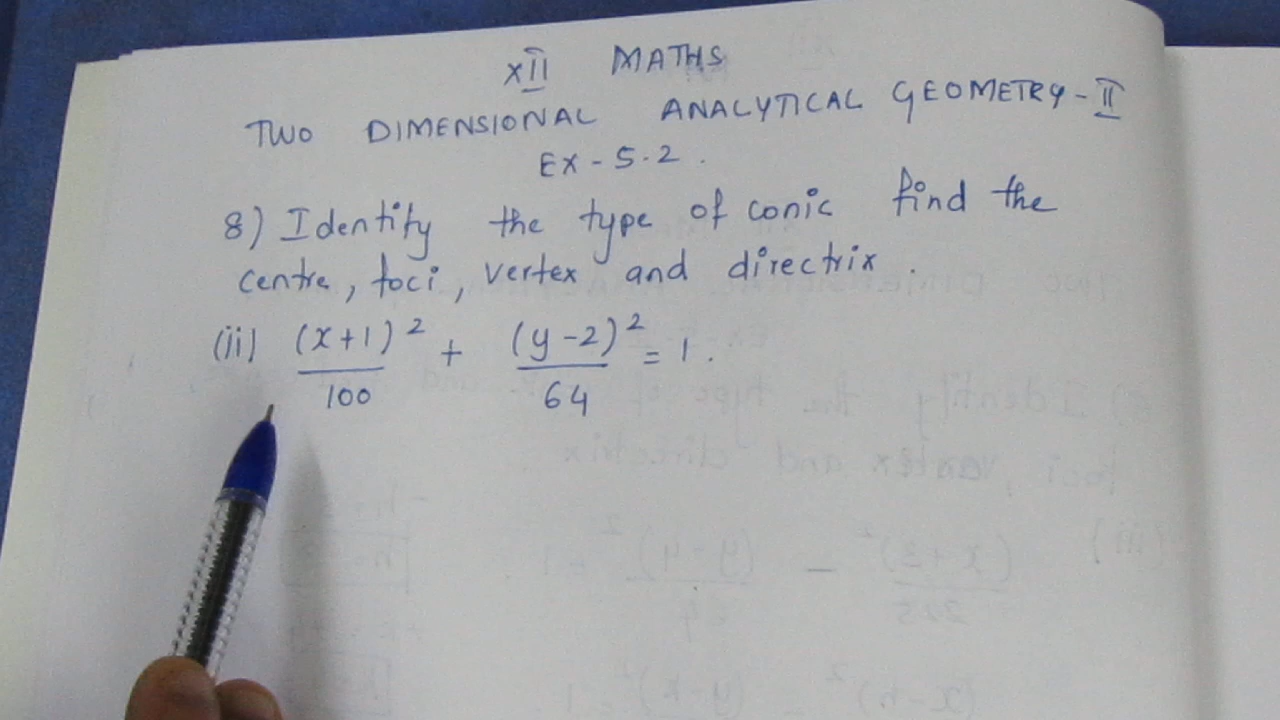 XII MATHS
TWO DIMENSIONAL ANALYTICAL GEOMETRY - II
EX - 5.2.
8) Identify the type of conic find the
centre, foci, vertex and directrix.
(ii) (x+1)²/100 + (y-2)²/64 = 1.